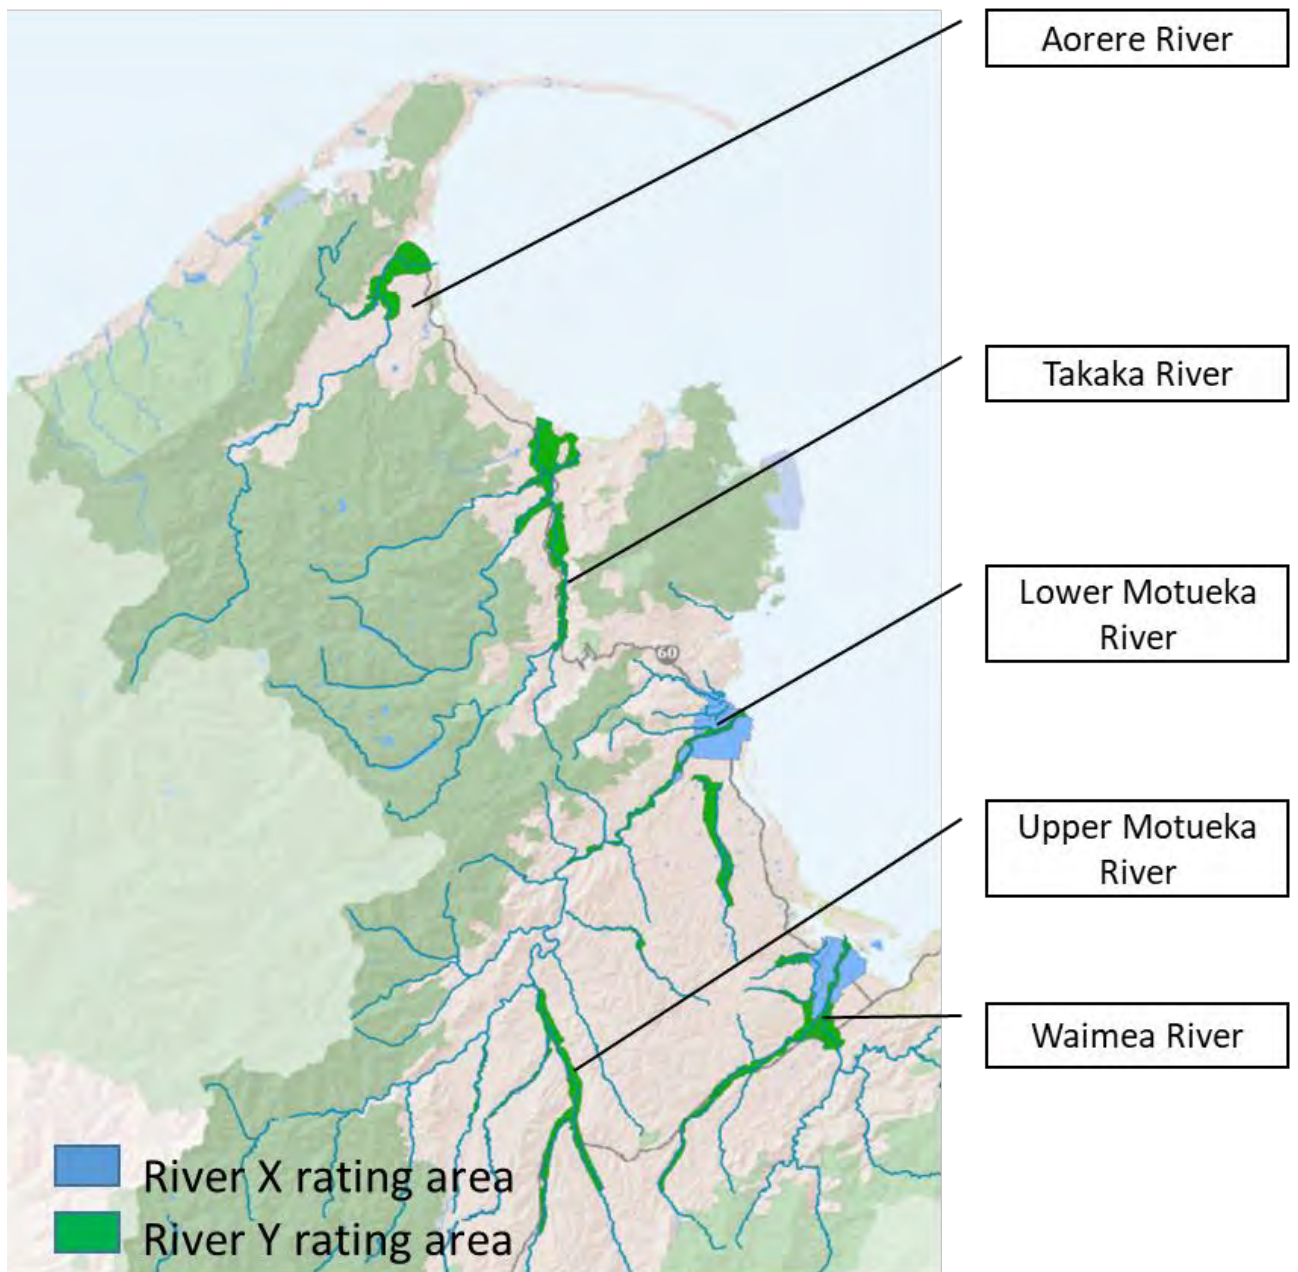 Aorere River
Takaka River
60
Lower Motueka
River
Upper Motueka
River
Waimea River
River X rating area
River Y rating area